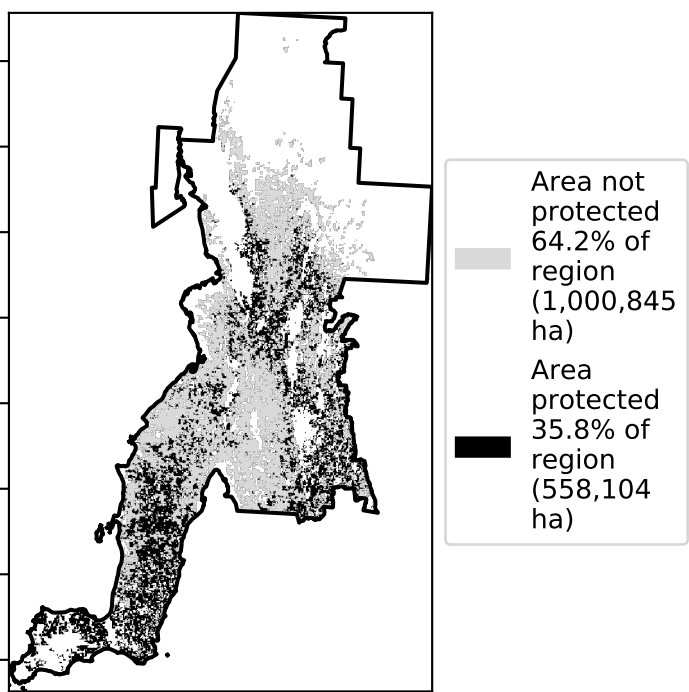 Area not
protected
64.2% of
region
(1,000,845
ha)
Area
protected
35.8% of
region
(558,104
ha)